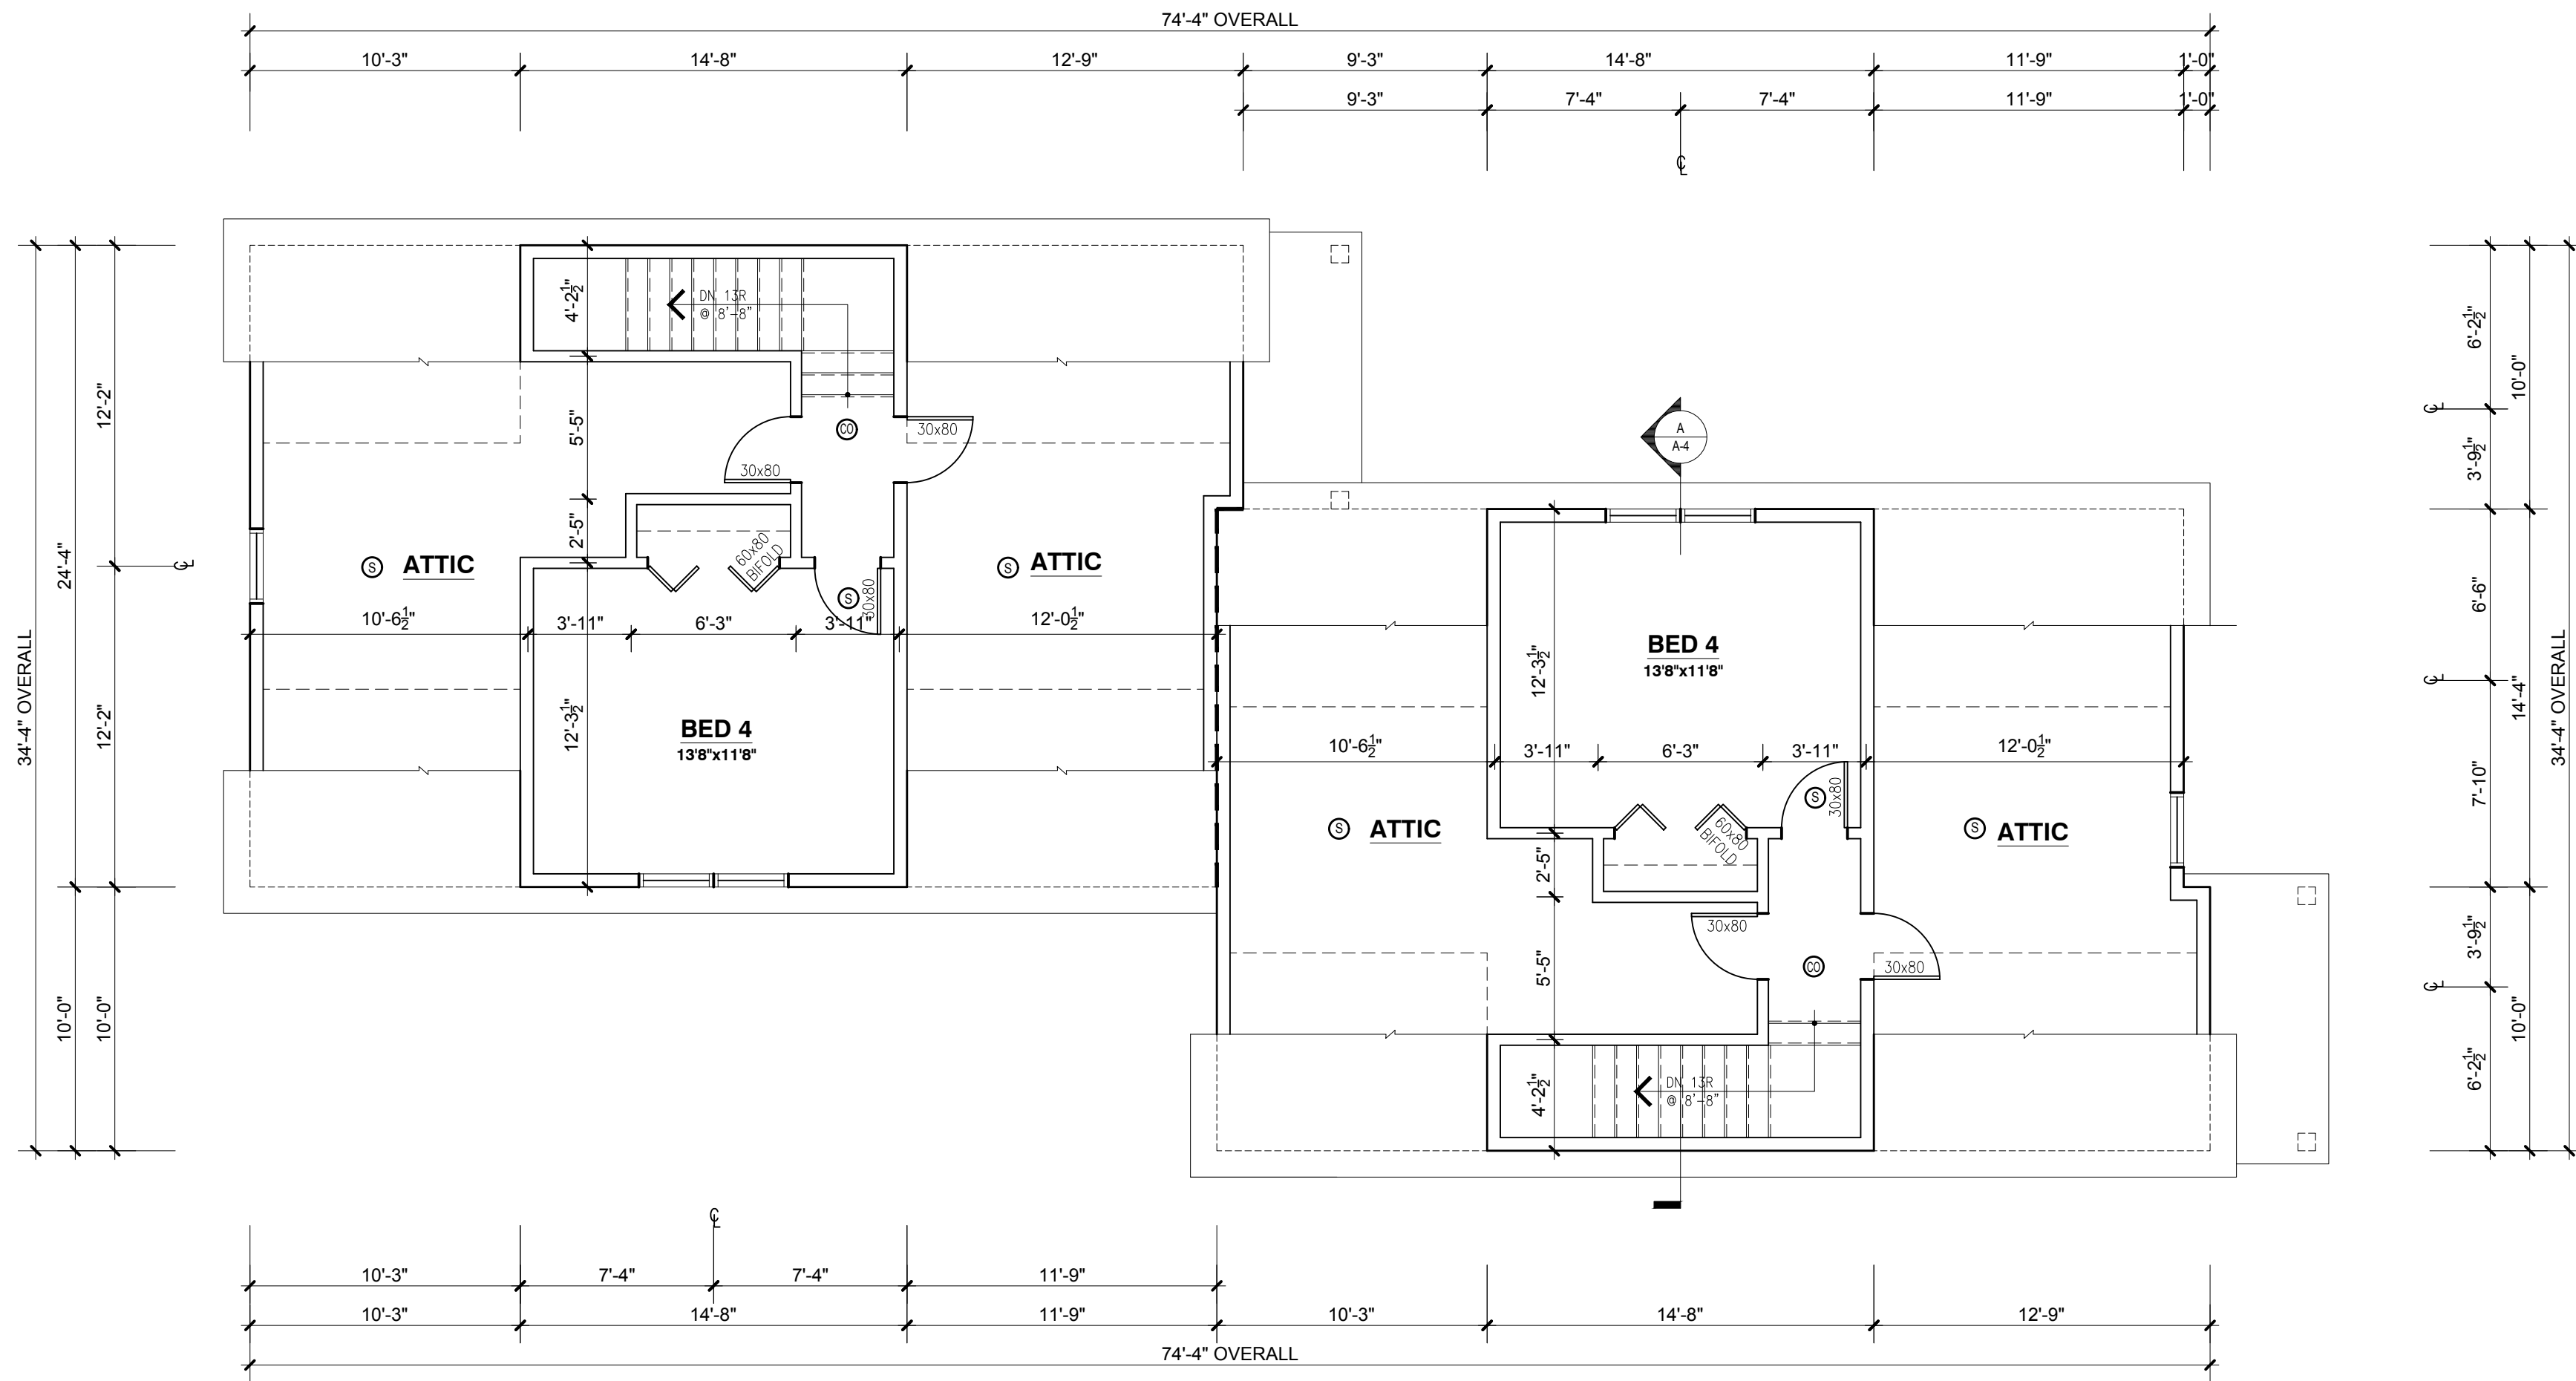 74'-4" OVERALL
10'-3" 14'-8" 12'-9" 9'-3" 14'-8" 11'-9" 1'-0"
9'-3" 7'-4" 7'-4" 11'-9" 1'-0"
℄
34'-4" OVERALL
24'-4"
10'-0"
12'-2"
12'-2"
10'-0"
℄
4'-2½"
DN 13R
@ 8'-8"
5'-5"
CO
30x80
30x80
2'-5"
60x80
BIFOLD
S ATTIC
S ATTIC
S
30x80
10'-6½" 3'-11" 6'-3" 3'-11" 12'-0½"
12'-3½"
BED 4
13'8"x11'8"
A
A-4
12'-3½"
BED 4
13'8"x11'8"
10'-6½" 3'-11" 6'-3" 3'-11" 12'-0½"
S
30x80
S ATTIC
S ATTIC
60x80
BIFOLD
2'-5"
30x80
5'-5"
CO
30x80
4'-2½"
DN 13R
@ 8'-8"
6'-2½"
℄
3'-9½"
6'-6"
℄
7'-10"
3'-9½"
℄
6'-2½"
10'-0"
14'-4"
10'-0"
34'-4" OVERALL
℄
10'-3" 7'-4" 7'-4" 11'-9"
10'-3" 14'-8" 11'-9" 10'-3" 14'-8" 12'-9"
74'-4" OVERALL